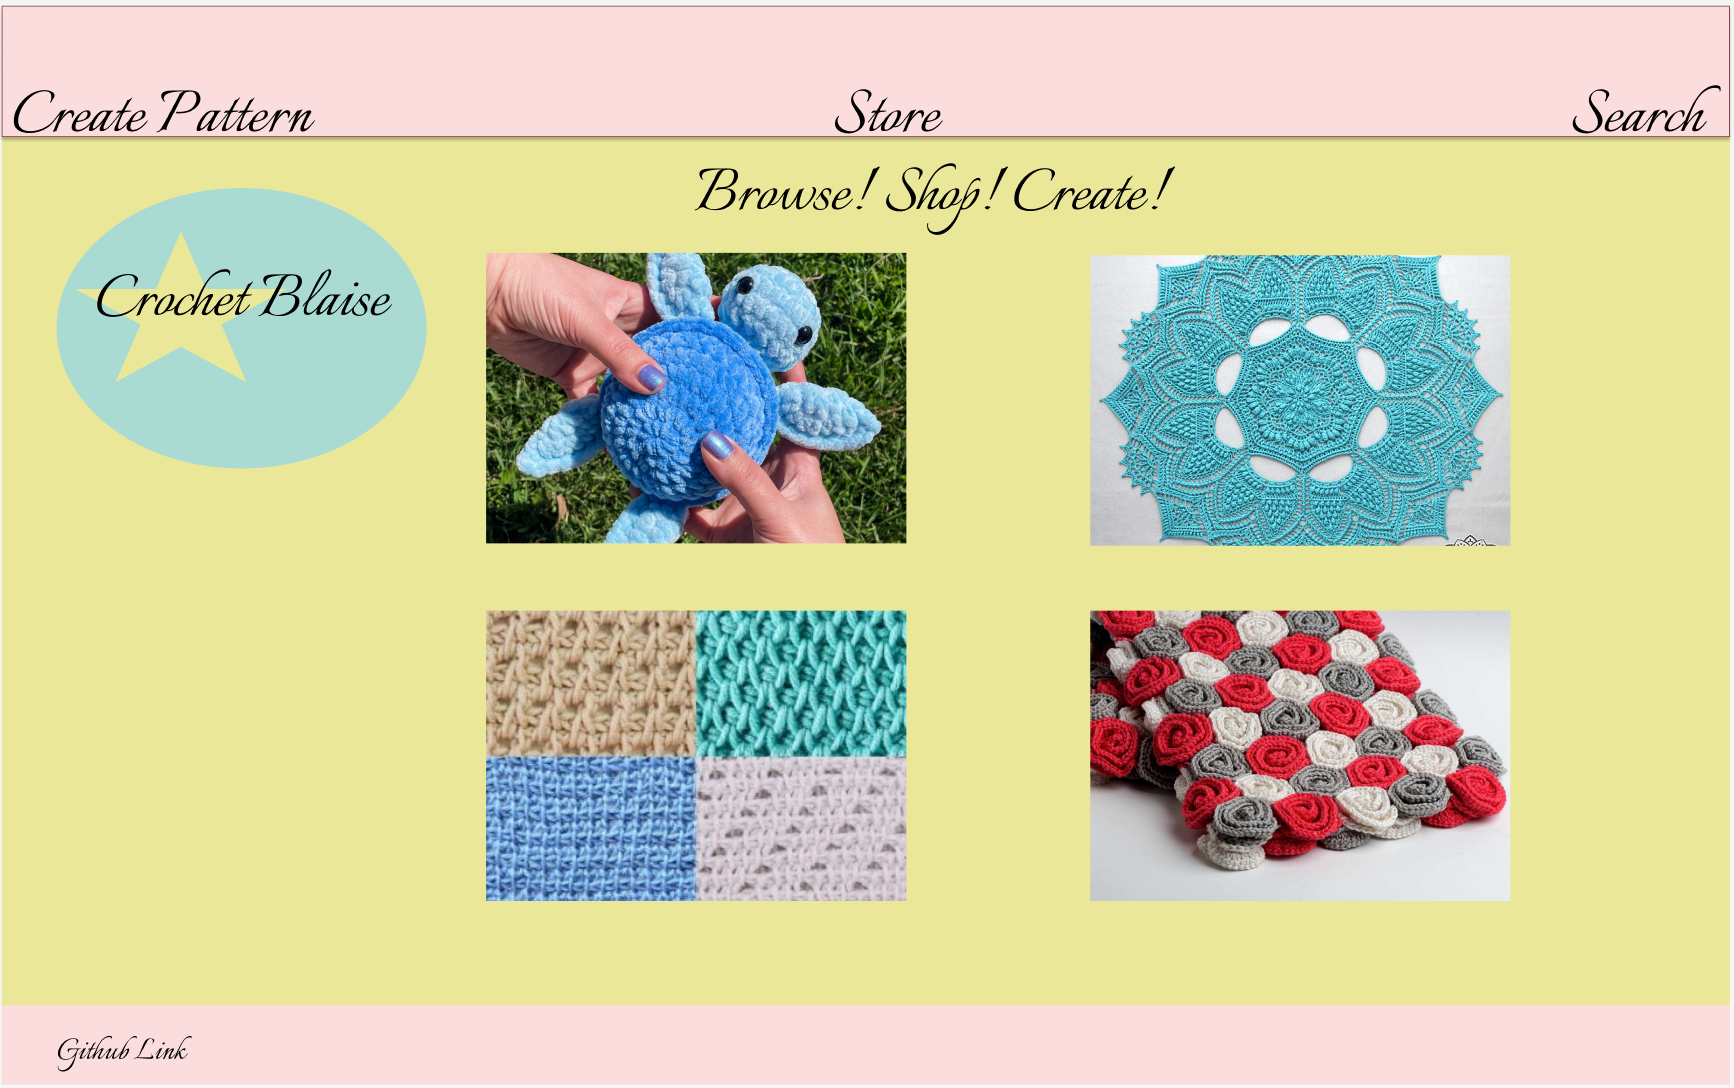 Create Pattern
Store
Search
Browse! Shop! Create!
Crochet Blaise
Github Link